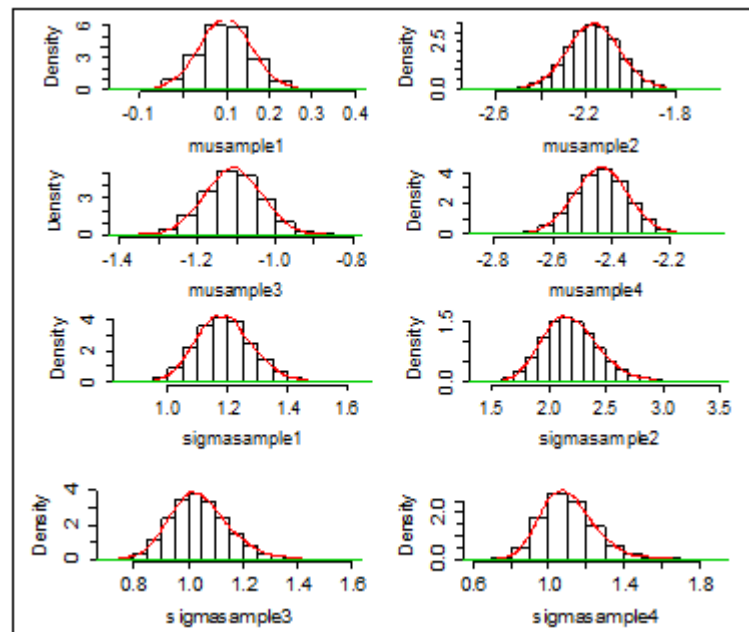 Density
0 3 6
-0.1 0.1 0.2 0.3 0.4
musample1
Density
0.0 2.5
-2.6 -2.2 -1.8
musample2
Density
0 3
-1.4 -1.2 -1.0 -0.8
musample3
Density
0 2 4
-2.8 -2.6 -2.4 -2.2
musample4
Density
0 2 4
1.0 1.2 1.4 1.6
sigmasample1
Density
0.0 1.5
1.5 2.0 2.5 3.0 3.5
sigmasample2
Density
0 2 4
0.8 1.0 1.2 1.4 1.6
sigmasample3
Density
0.0 2.0
0.6 1.0 1.4 1.8
sigmasample4